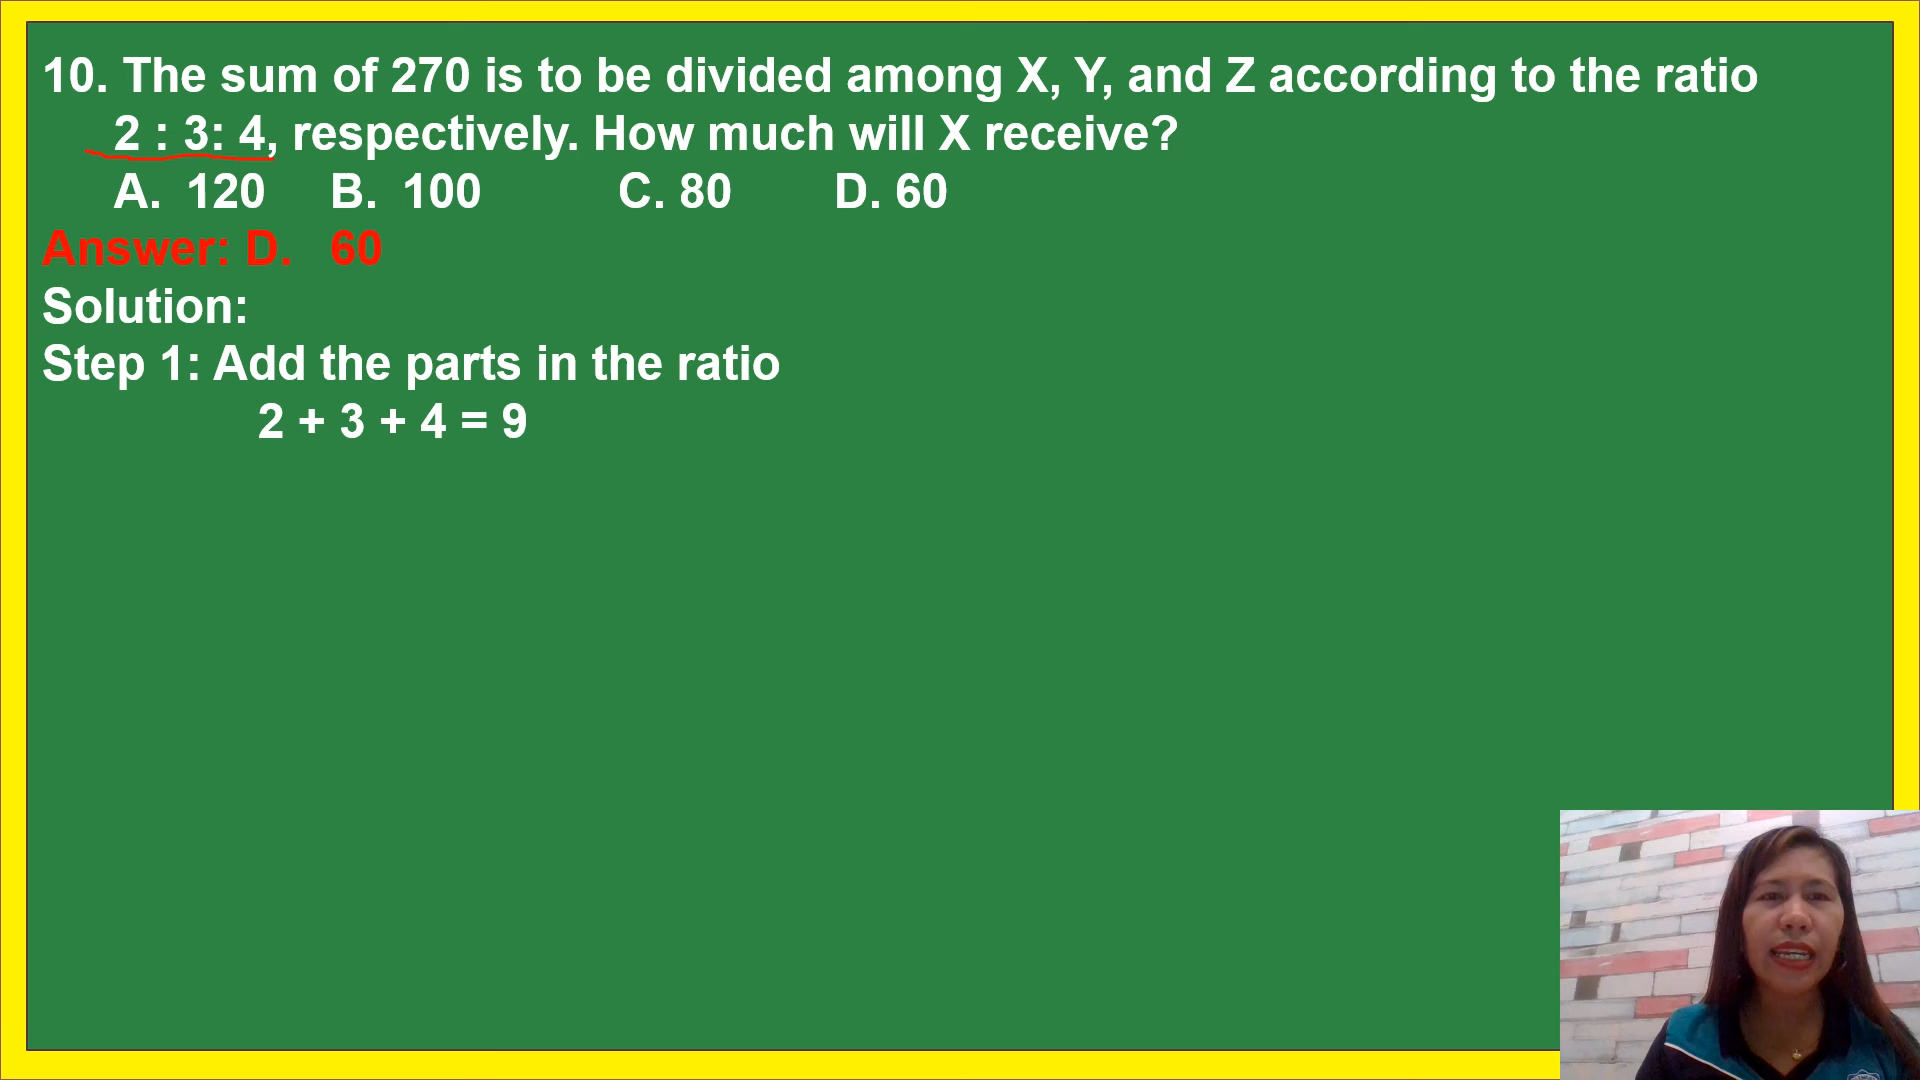 10. The sum of 270 is to be divided among X, Y, and Z according to the ratio
2 : 3: 4, respectively. How much will X receive?
A. 120 B. 100 C. 80 D. 60
Answer: D. 60
Solution:
Step 1: Add the parts in the ratio
2 + 3 + 4 = 9